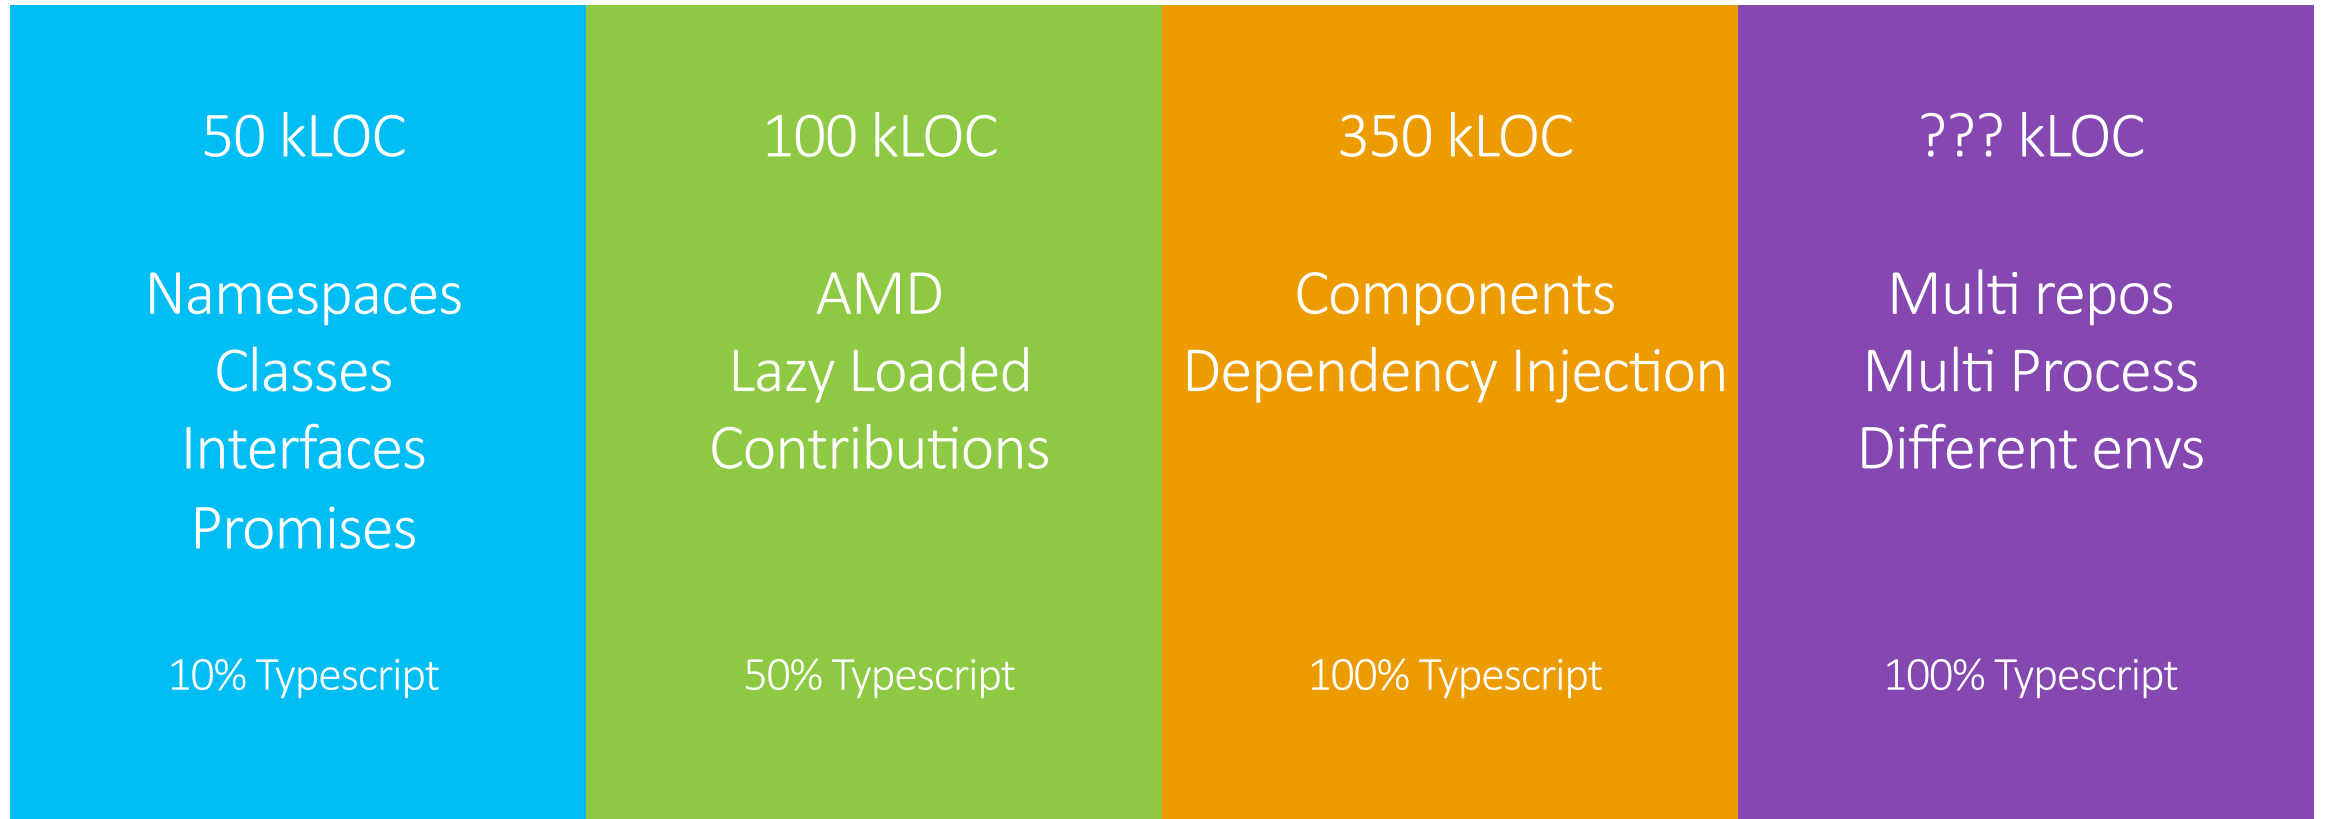 50 kLOC
Namespaces
Classes
Interfaces
Promises
10% Typescript
100 kLOC
AMD
Lazy Loaded
Contributions
50% Typescript
350 kLOC
Components
Dependency Injection
100% Typescript
??? kLOC
Multi repos
Multi Process
Different envs
100% Typescript